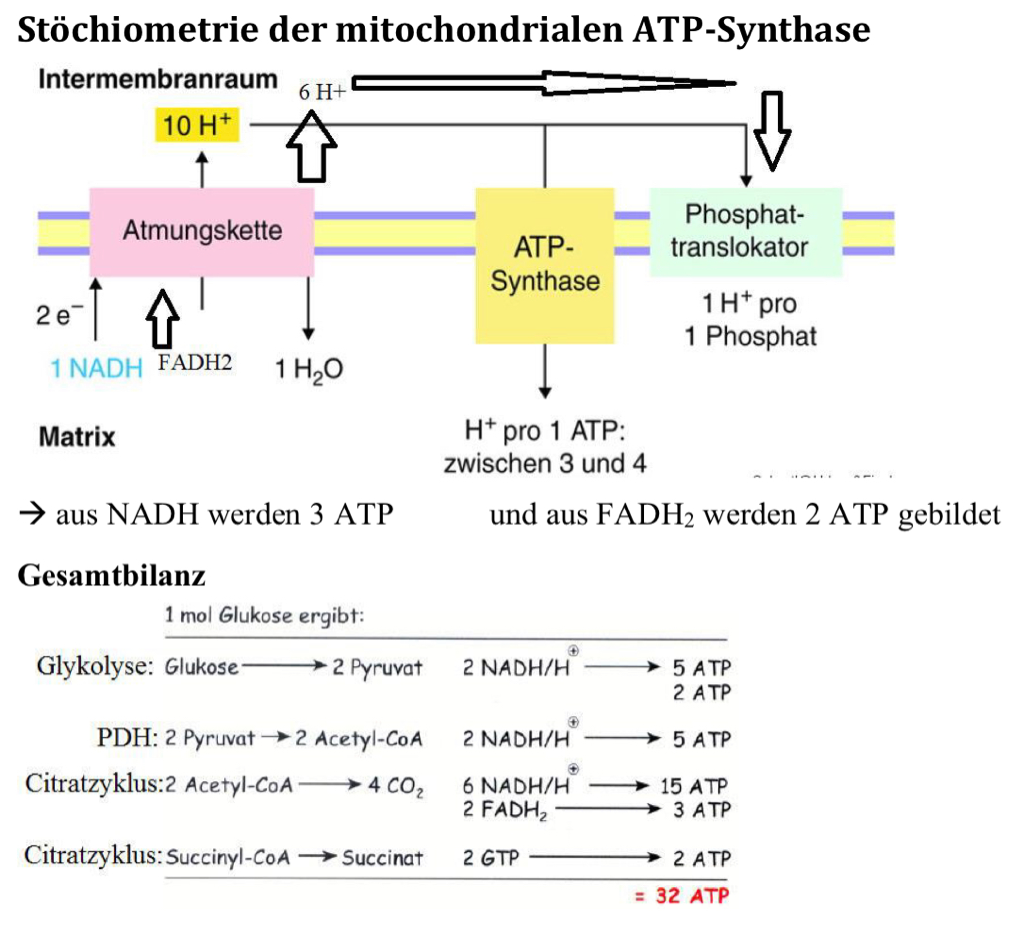 Stöchiometrie der mitochondrialen ATP-Synthase
Intermembranraum
6 H+
10 H⁺
Atmungskette
ATP-
Synthase
Phosphat-
translokator
2 e⁻
1 NADH
FADH2
1 H₂O
1 H⁺ pro
1 Phosphat
Matrix
H⁺ pro 1 ATP:
zwischen 3 und 4
→ aus NADH werden 3 ATP und aus FADH₂ werden 2 ATP gebildet
Gesamtbilanz
1 mol Glukose ergibt:
Glykolyse: Glukose → 2 Pyruvat 2 NADH/H⊕ → 5 ATP
2 ATP
PDH: 2 Pyruvat → 2 Acetyl-CoA 2 NADH/H⊕ → 5 ATP
Citratzyklus: 2 Acetyl-CoA → 4 CO₂ 6 NADH/H⊕ → 15 ATP
2 FADH₂ → 3 ATP
Citratzyklus: Succinyl-CoA → Succinat 2 GTP → 2 ATP
= 32 ATP